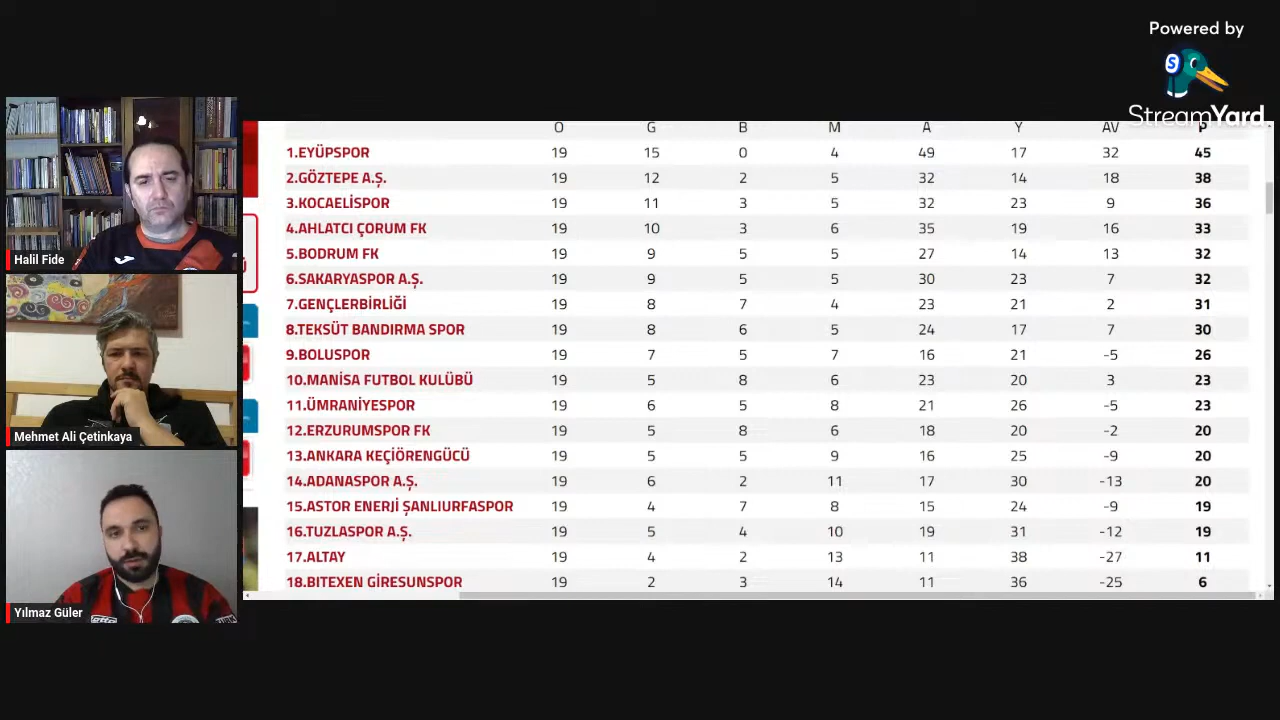 Powered by
StreamYard
Halil Fide
Mehmet Ali Çetinkaya
Yılmaz Güler
O G B M A Y AV P
1.EYÜPSPOR 19 15 0 4 49 17 32 45
2.GÖZTEPE A.Ş. 19 12 2 5 32 14 18 38
3.KOCAELİSPOR 19 11 3 5 32 23 9 36
4.AHLATCI ÇORUM FK 19 10 3 6 35 19 16 33
5.BODRUM FK 19 9 5 5 27 14 13 32
6.SAKARYASPOR A.Ş. 19 9 5 5 30 23 7 32
7.GENÇLERBİRLİĞİ 19 8 7 4 23 21 2 31
8.TEKSÜT BANDIRMA SPOR 19 8 6 5 24 17 7 30
9.BOLUSPOR 19 7 5 7 16 21 -5 26
10.MANİSA FUTBOL KULÜBÜ 19 5 8 6 23 20 3 23
11.ÜMRANİYESPOR 19 6 5 8 21 26 -5 23
12.ERZURUMSPOR FK 19 5 8 6 18 20 -2 20
13.ANKARA KEÇİÖRENGÜCÜ 19 5 5 9 16 25 -9 20
14.ADANASPOR A.Ş. 19 6 2 11 17 30 -13 20
15.ASTOR ENERJİ ŞANLIURFASPOR 19 4 7 8 15 24 -9 19
16.TUZLASPOR A.Ş. 19 5 4 10 19 31 -12 19
17.ALTAY 19 4 2 13 11 38 -27 11
18.BITEXEN GİRESUNSPOR 19 2 3 14 11 36 -25 6